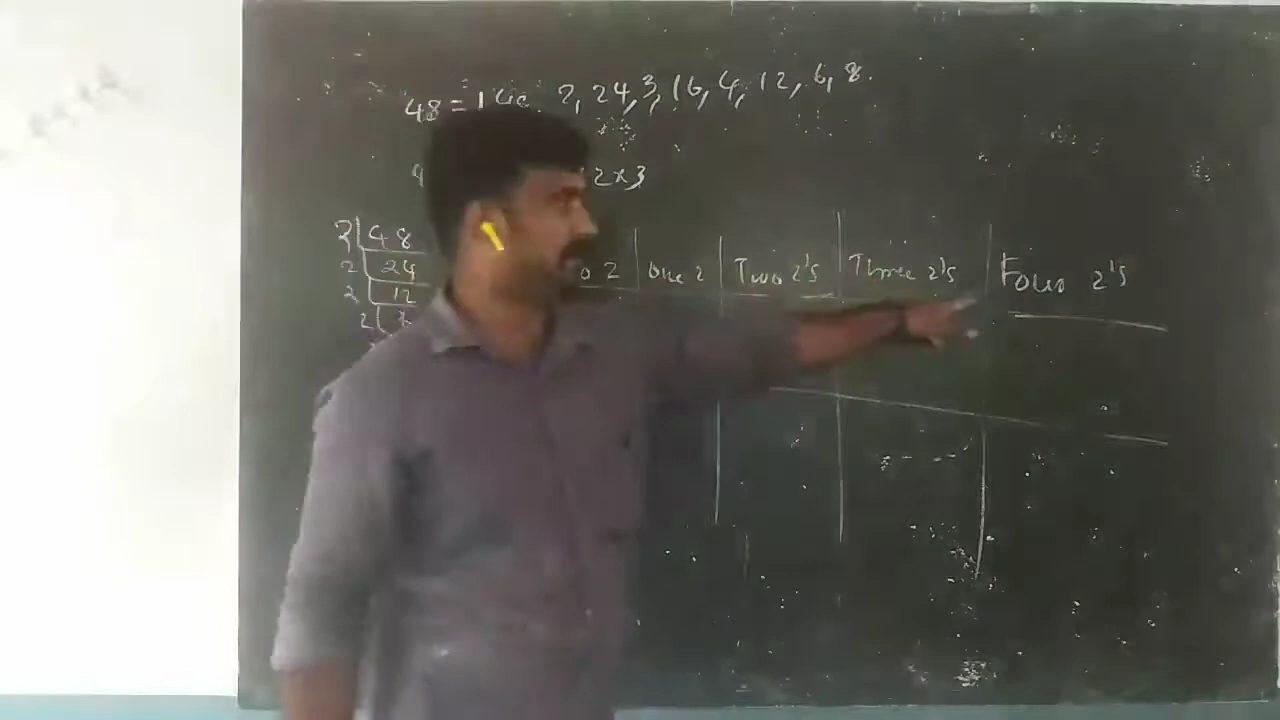 48 = 1, 48, 2, 24, 3, 16, 4, 12, 6, 8.
2×3
2 48
2 24
2 12
2
o 2 One 2 Two 2's Three 2's Four 2's